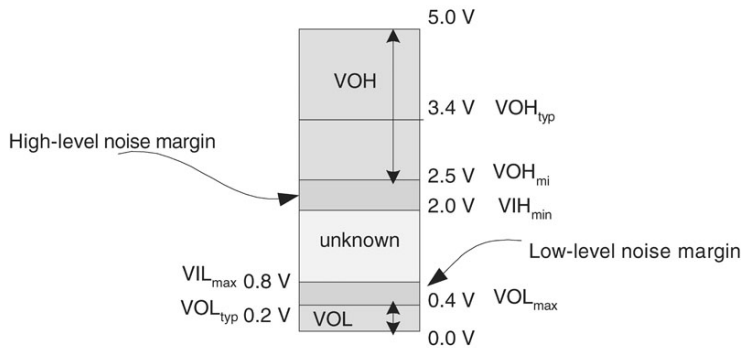 5.0 V
VOH
3.4 V VOHtyp
High-level noise margin
2.5 V VOHmi
2.0 V VIHmin
unknown
Low-level noise margin
VILmax 0.8 V
0.4 V VOLmax
VOLtyp 0.2 V
VOL
0.0 V